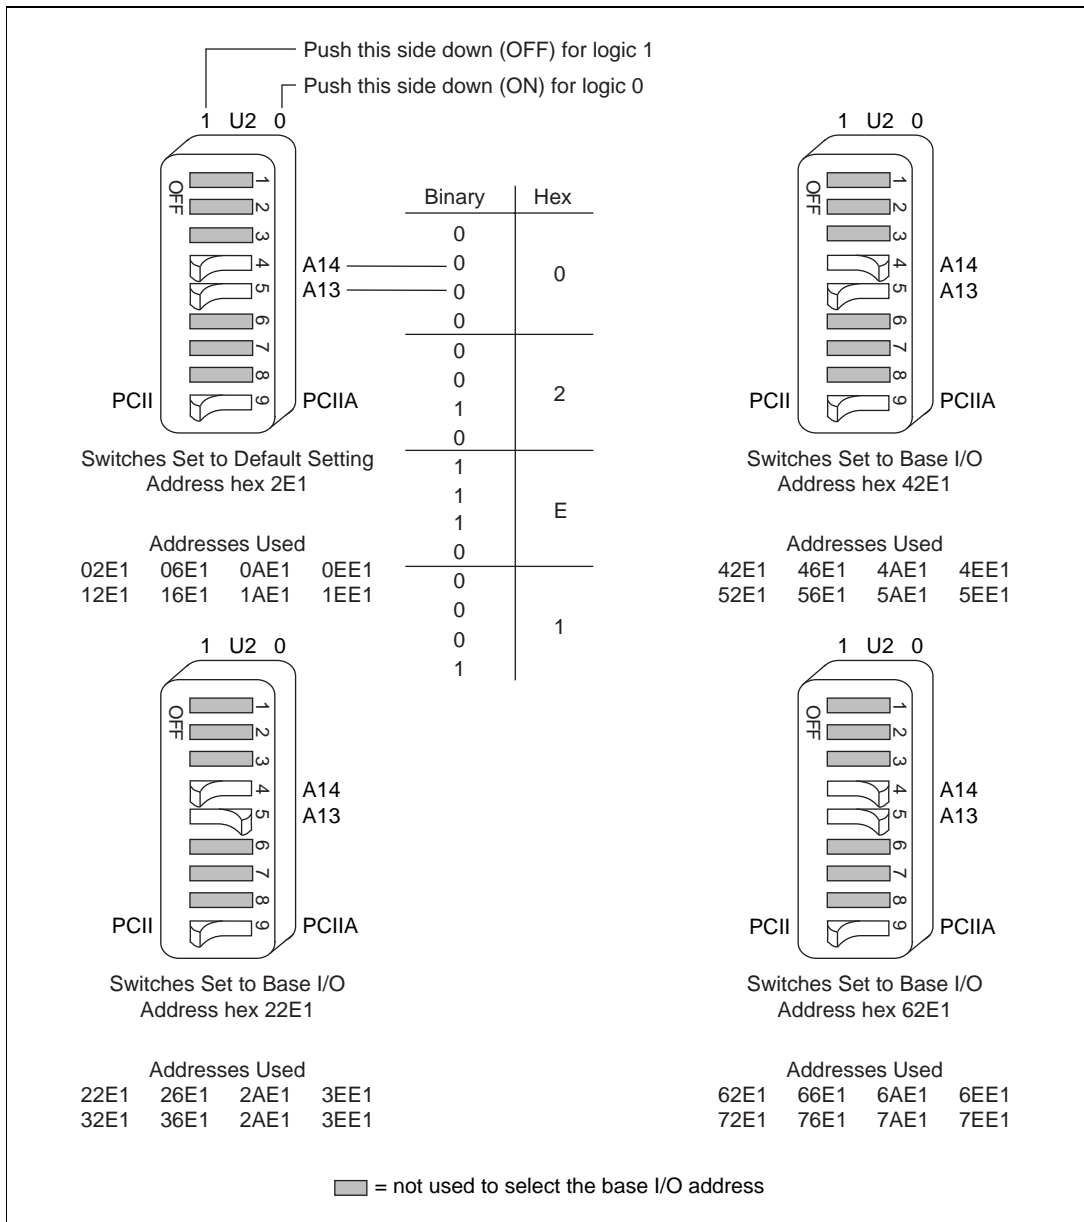 Push this side down (OFF) for logic 1
Push this side down (ON) for logic 0
1 U2 0
OFF
1
2
3
4
5
6
7
8
9
A14
A13
PCII
PCIIA
Switches Set to Default Setting
Address hex 2E1
Addresses Used
02E1 06E1 0AE1 0EE1
12E1 16E1 1AE1 1EE1
Binary Hex
0
0
0
0
0
0
0
1
0
2
1
1
1
0
E
0
0
0
1
1
1 U2 0
OFF
1
2
3
4
5
6
7
8
9
A14
A13
PCII
PCIIA
Switches Set to Base I/O
Address hex 42E1
Addresses Used
42E1 46E1 4AE1 4EE1
52E1 56E1 5AE1 5EE1
1 U2 0
OFF
1
2
3
4
5
6
7
8
9
A14
A13
PCII
PCIIA
Switches Set to Base I/O
Address hex 22E1
Addresses Used
22E1 26E1 2AE1 3EE1
32E1 36E1 2AE1 3EE1
1 U2 0
OFF
1
2
3
4
5
6
7
8
9
A14
A13
PCII
PCIIA
Switches Set to Base I/O
Address hex 62E1
Addresses Used
62E1 66E1 6AE1 6EE1
72E1 76E1 7AE1 7EE1
= not used to select the base I/O address